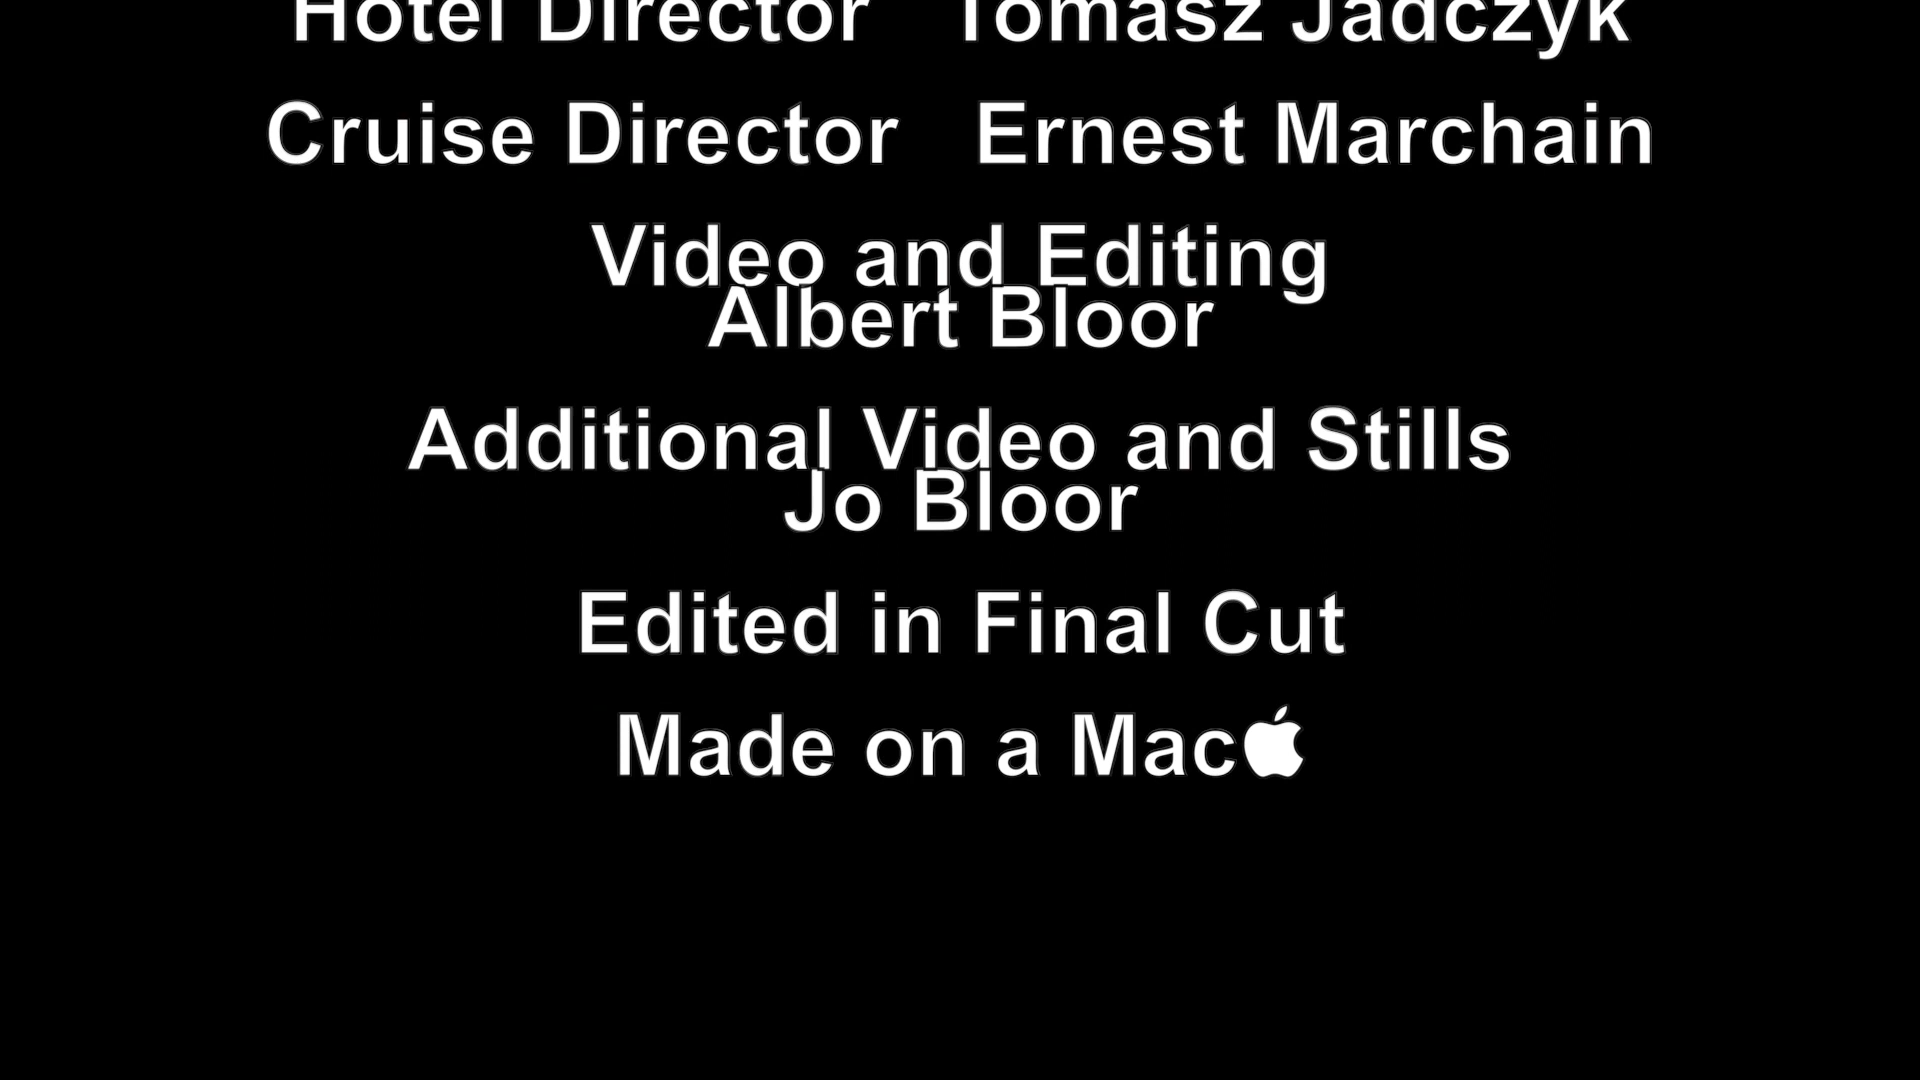 Hotel Director Tomasz Jadczyk
Cruise Director Ernest Marchain
Video and Editing
Albert Bloor
Additional Video and Stills
Jo Bloor
Edited in Final Cut
Made on a Mac